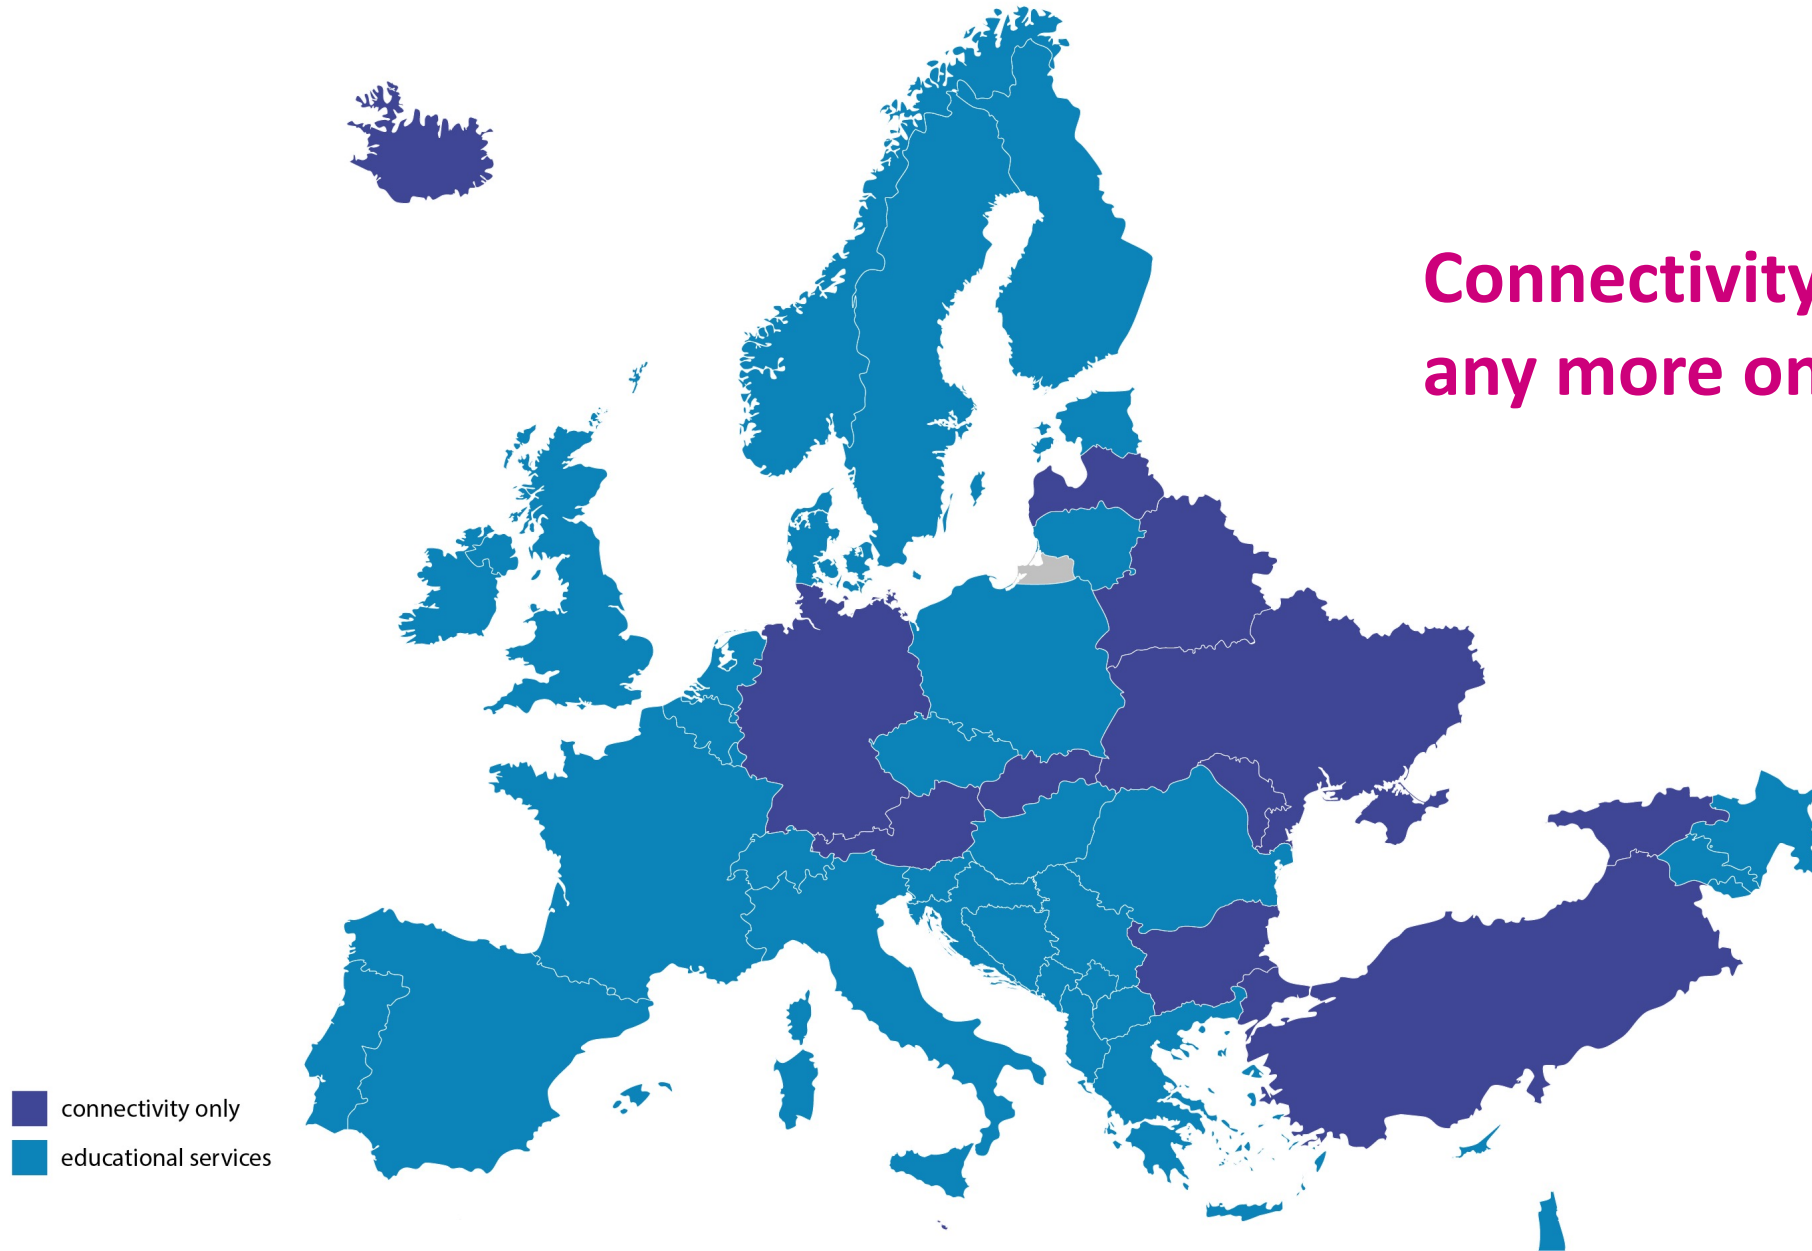 Connectivity
any more on
connectivity only
educational services